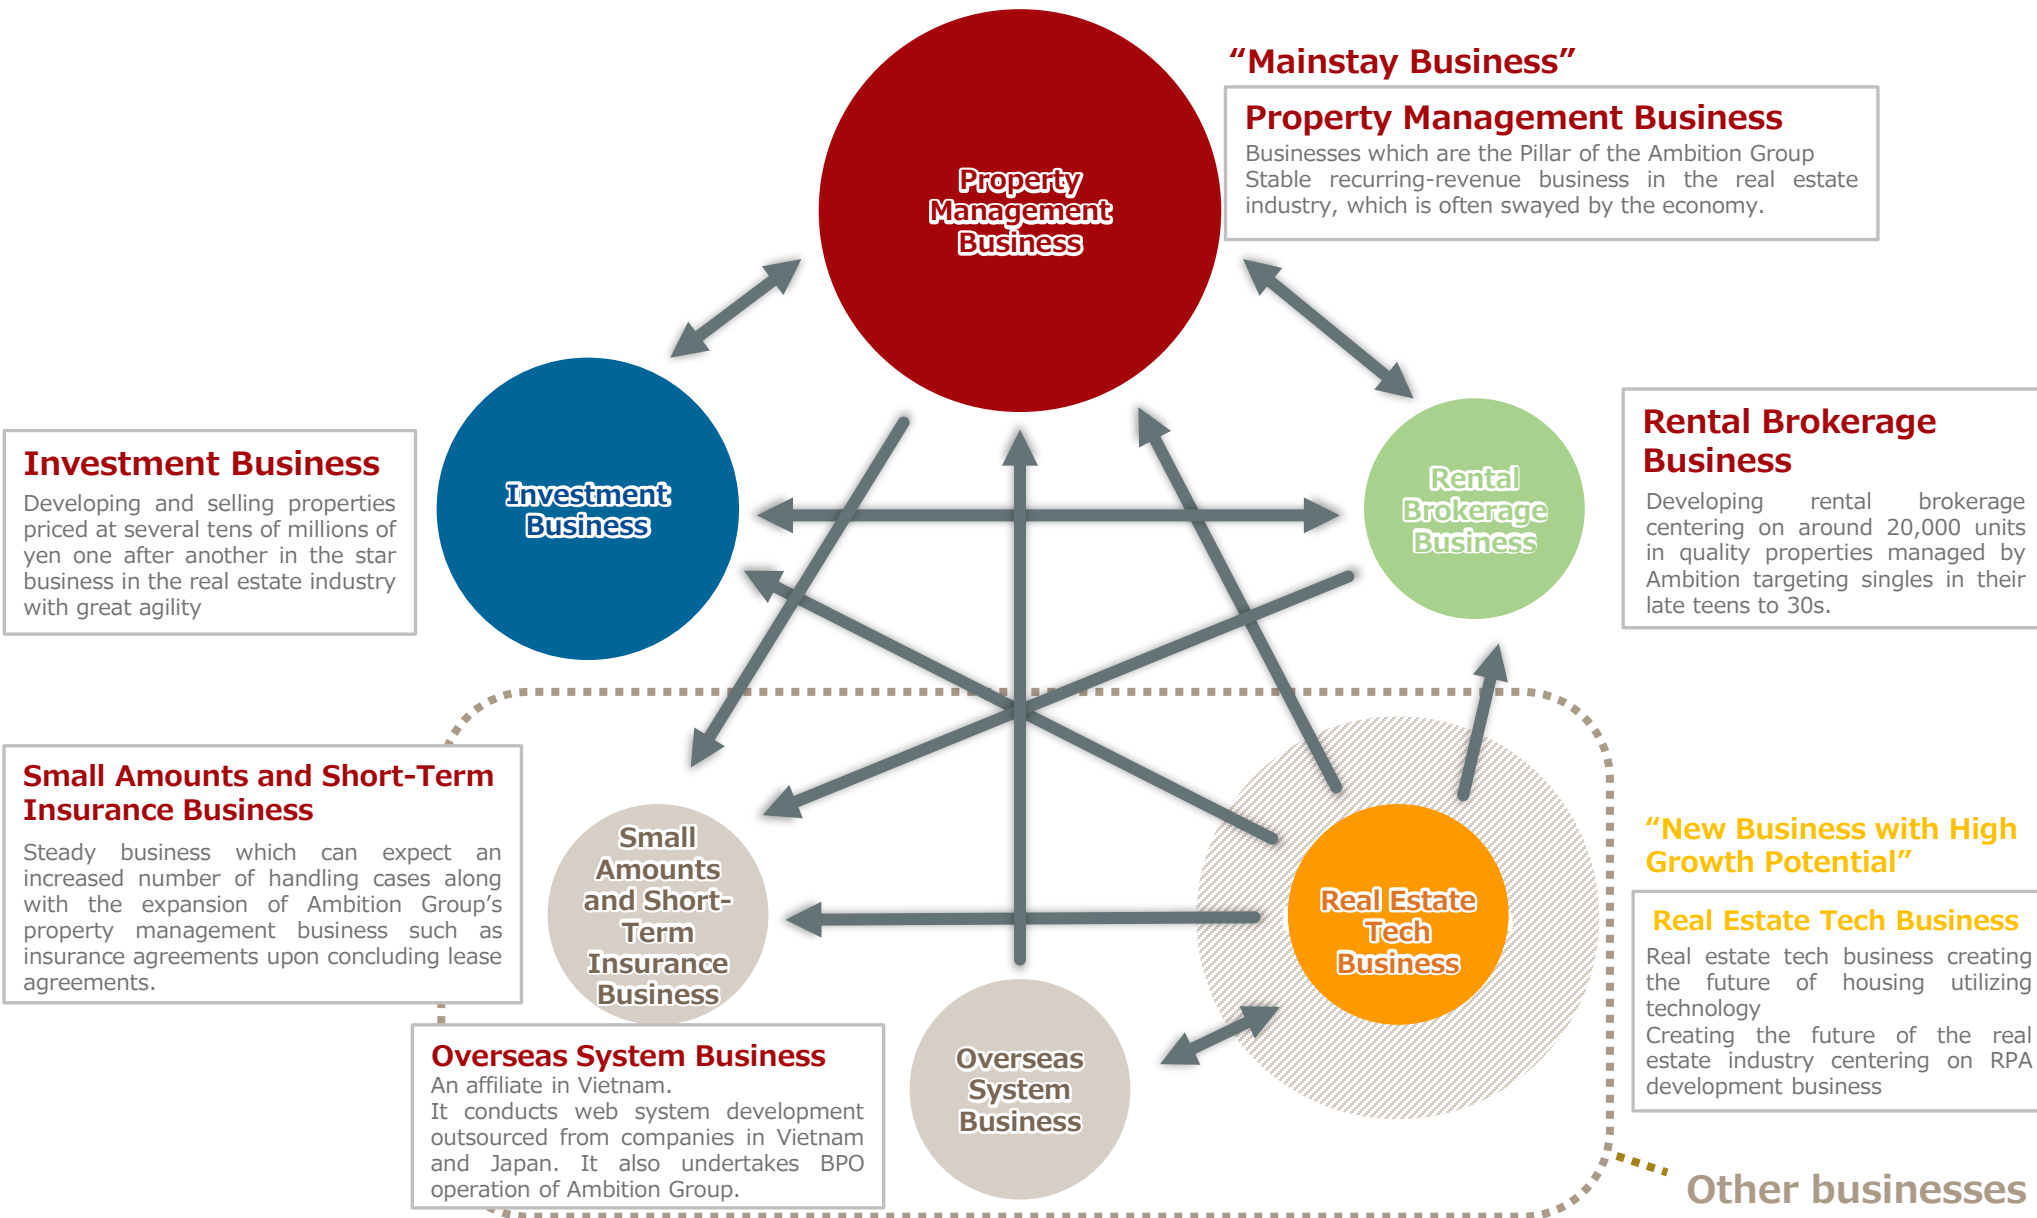 Property
Management
Business
“Mainstay Business”
Property Management Business
Businesses which are the Pillar of the Ambition Group
Stable recurring-revenue business in the real estate
industry, which is often swayed by the economy.
Investment Business
Developing and selling properties
priced at several tens of millions of
yen one after another in the star
business in the real estate industry
with great agility
Investment
Business
Rental
Brokerage
Business
Rental Brokerage
Business
Developing rental brokerage
centering on around 20,000 units
in quality properties managed by
Ambition targeting singles in their
late teens to 30s.
Small Amounts and Short-Term
Insurance Business
Steady business which can expect an
increased number of handling cases along
with the expansion of Ambition Group’s
property management business such as
insurance agreements upon concluding lease
agreements.
Small
Amounts
and Short-
Term
Insurance
Business
Real Estate
Tech
Business
“New Business with High
Growth Potential”
Real Estate Tech Business
Real estate tech business creating
the future of housing utilizing
technology
Creating the future of the real
estate industry centering on RPA
development business
Overseas System Business
An affiliate in Vietnam.
It conducts web system development
outsourced from companies in Vietnam
and Japan. It also undertakes BPO
operation of Ambition Group.
Overseas
System
Business
Other businesses